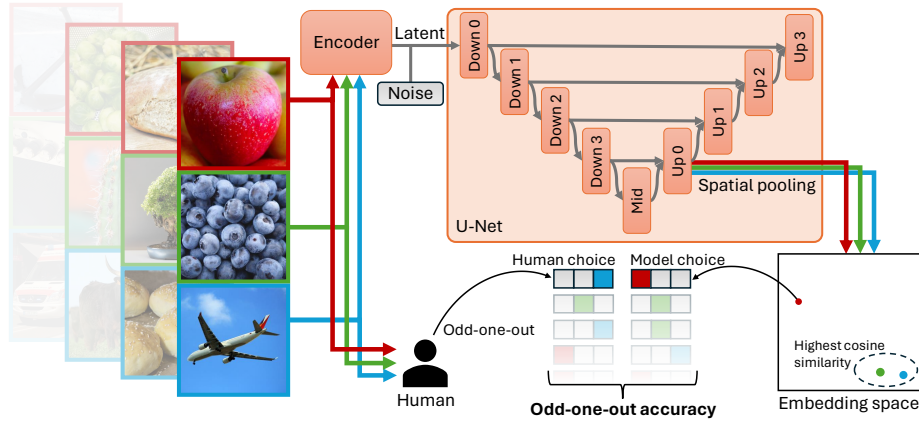 Encoder
Latent
Noise
Down 0
Down 1
Down 2
Down 3
Mid
Up 0
Up 1
Up 2
Up 3
U-Net
Spatial pooling
Human choice
Model choice
Odd-one-out
Human
Highest cosine
similarity
Odd-one-out accuracy
Embedding space